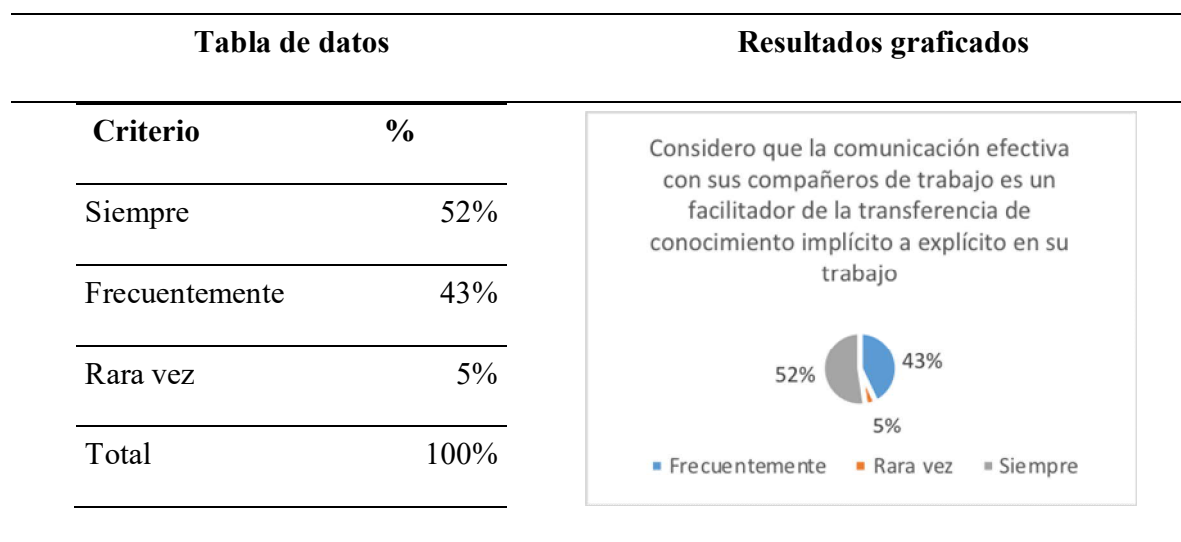 Tabla de datos
Resultados graficados
Criterio %
Siempre 52%
Frecuentemente 43%
Rara vez 5%
Total 100%
Considero que la comunicación efectiva
con sus compañeros de trabajo es un
facilitador de la transferencia de
conocimiento implícito a explícito en su
trabajo
52%
43%
5%
Frecuentemente Rara vez Siempre